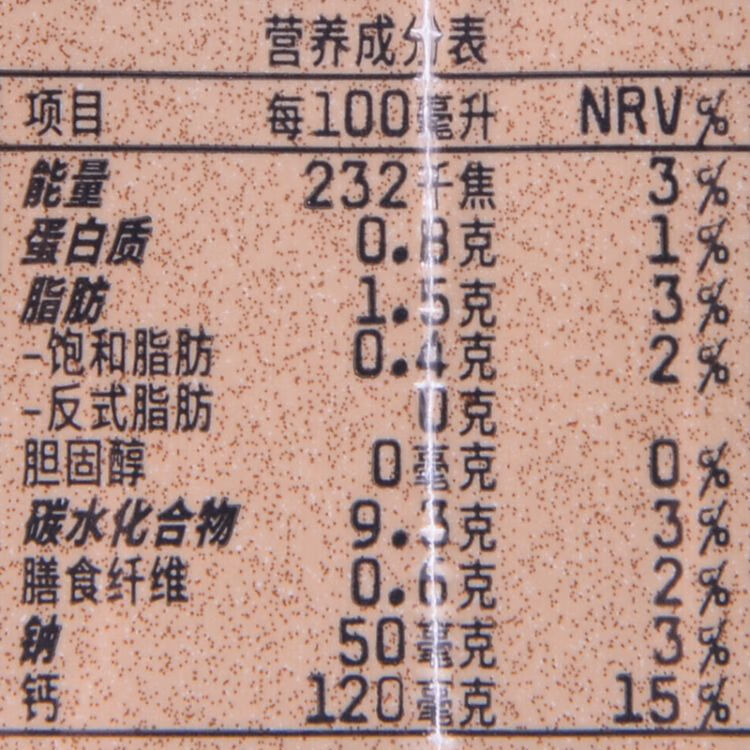 营养成分表
项目 每100毫升 NRV%
能量 232千焦 3%
蛋白质 0.8克 1%
脂肪 1.5克 3%
-饱和脂肪 0.4克 2%
-反式脂肪 0克
胆固醇 0毫克 0%
碳水化合物 9.3克 3%
膳食纤维 0.6克 2%
钠 50毫克 3%
钙 120毫克 15%